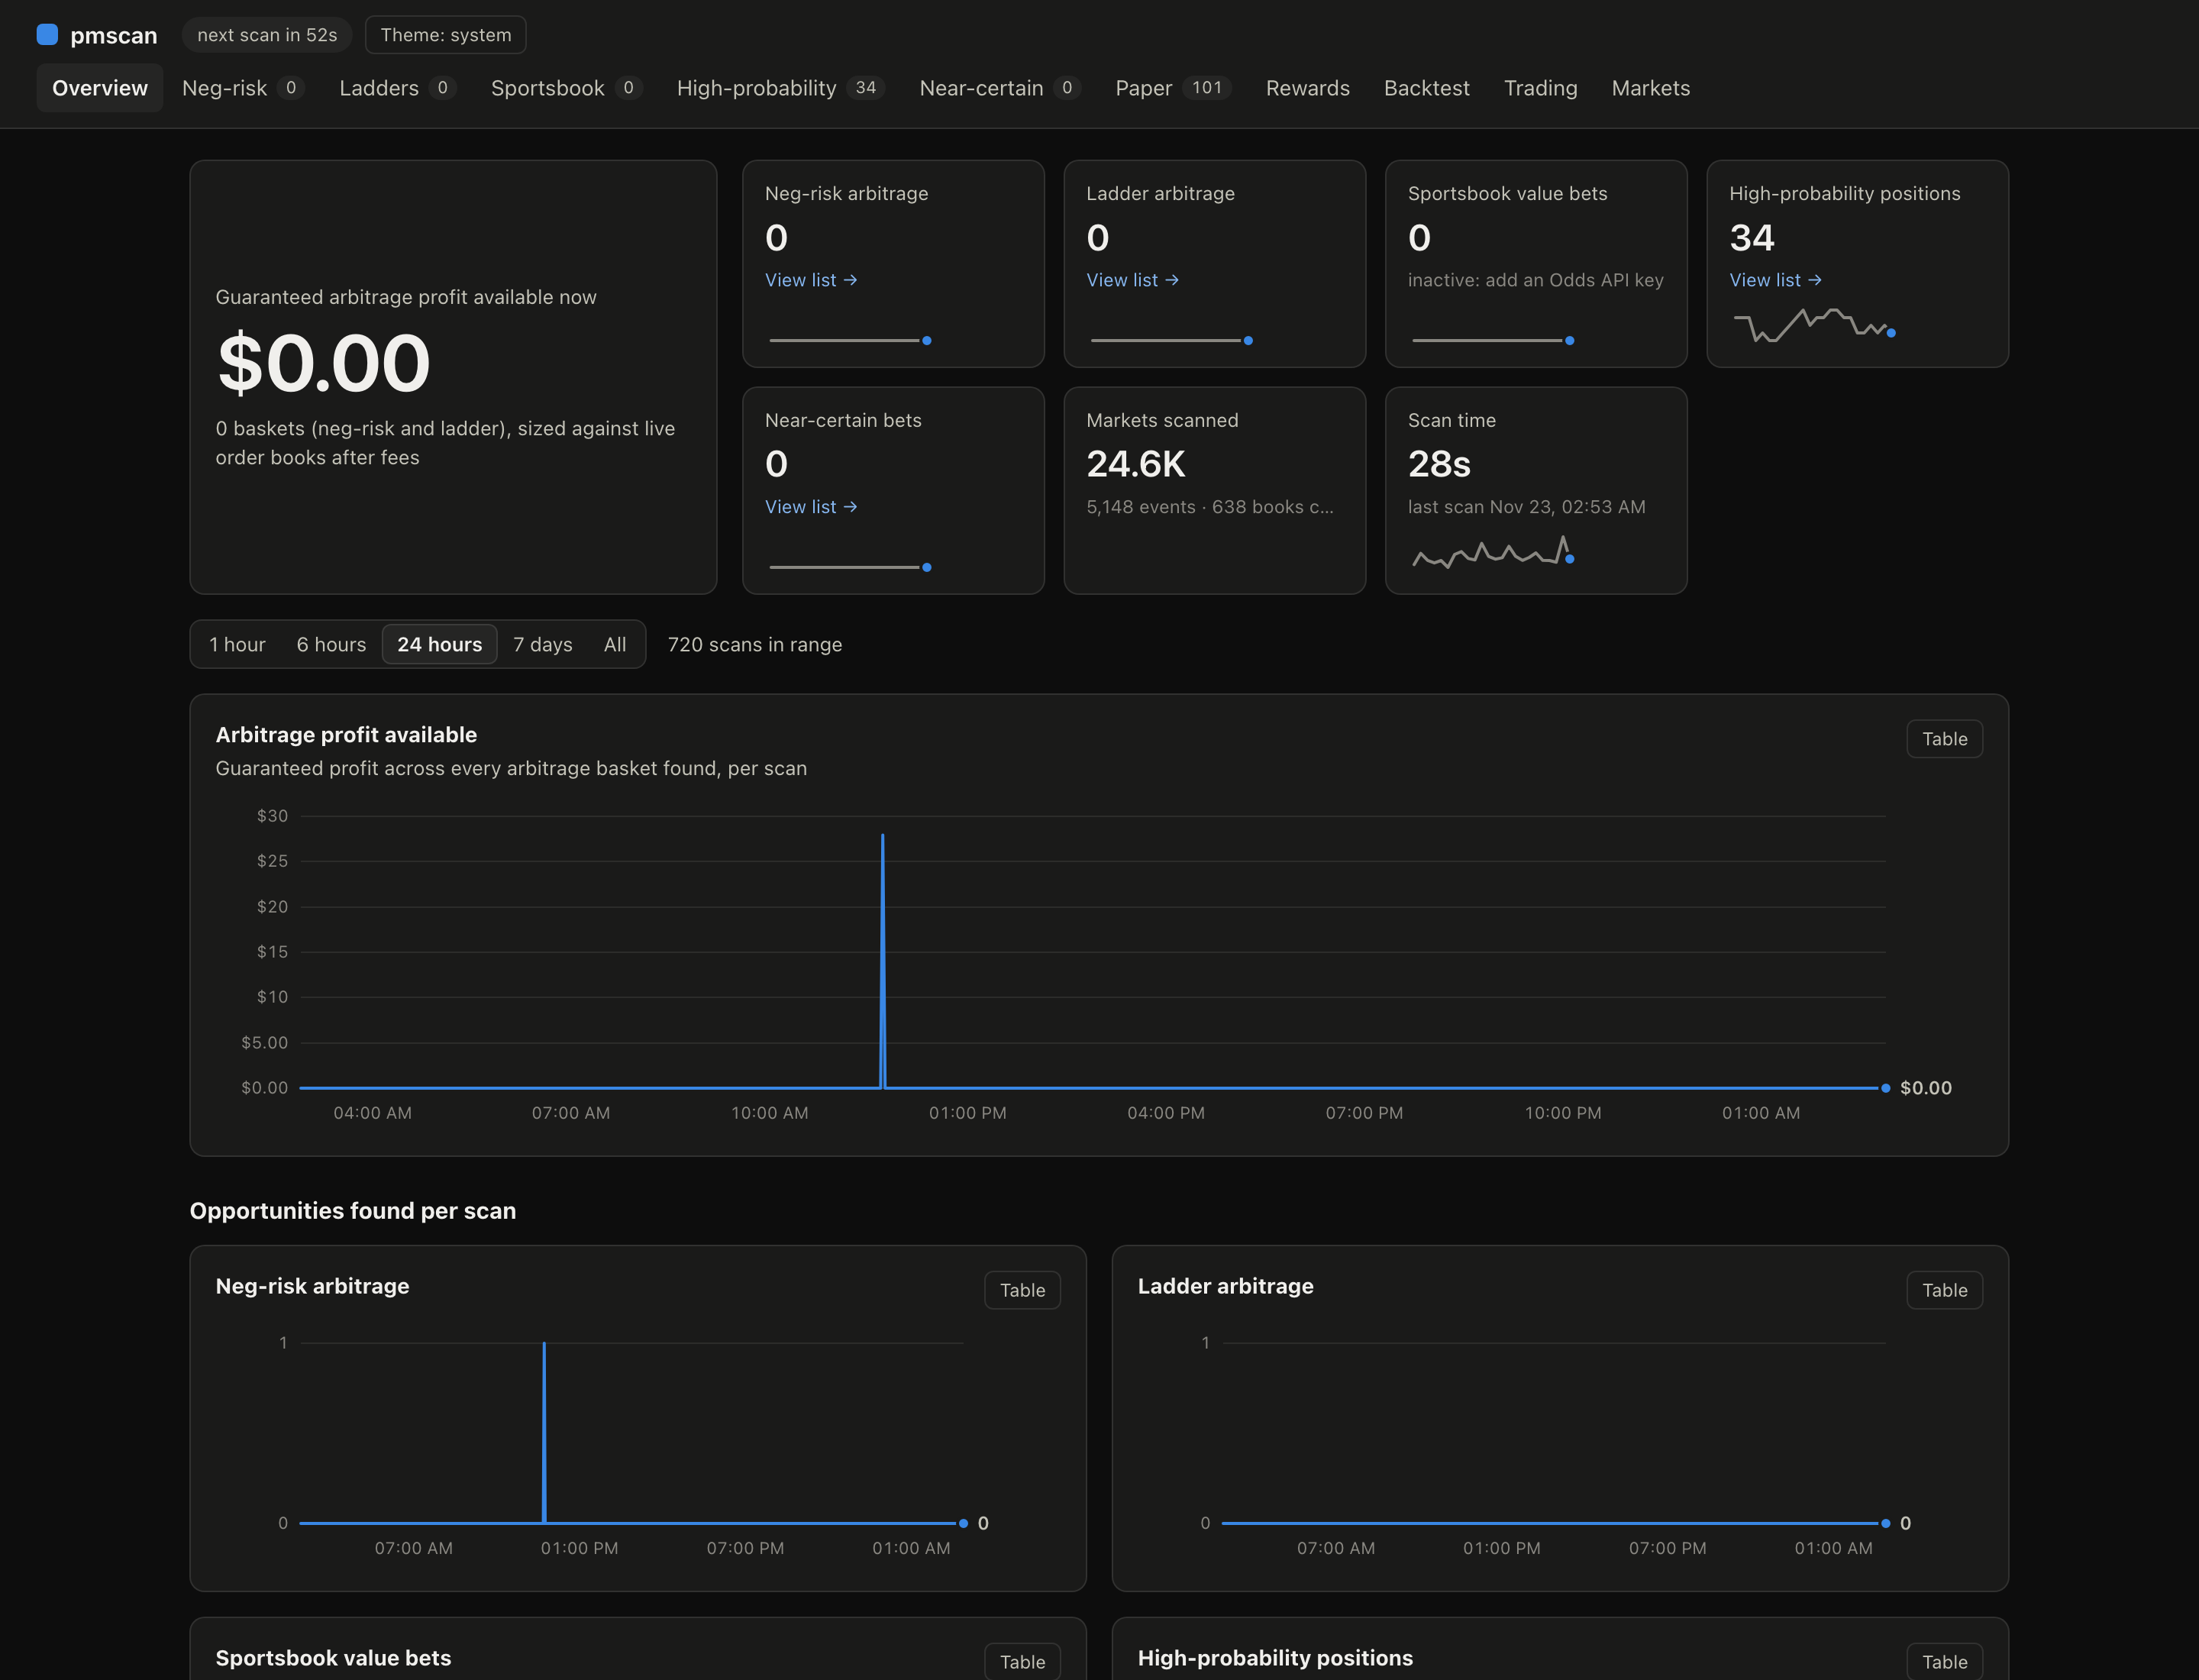 pmscan
next scan in 52s
Theme: system
Overview
Neg-risk 0
Ladders 0
Sportsbook 0
High-probability 34
Near-certain 0
Paper 101
Rewards
Backtest
Trading
Markets
Guaranteed arbitrage profit available now
$0.00
0 baskets (neg-risk and ladder), sized against live
order books after fees
Neg-risk arbitrage
0
View list →
Ladder arbitrage
0
View list →
Sportsbook value bets
0
inactive: add an Odds API key
High-probability positions
34
View list →
Near-certain bets
0
View list →
Markets scanned
24.6K
5,148 events · 638 books c...
Scan time
28s
last scan Nov 23, 02:53 AM
1 hour
6 hours
24 hours
7 days
All
720 scans in range
Arbitrage profit available
Table
Guaranteed profit across every arbitrage basket found, per scan
$30
$25
$20
$15
$10
$5.00
$0.00
$0.00
04:00 AM
07:00 AM
10:00 AM
01:00 PM
04:00 PM
07:00 PM
10:00 PM
01:00 AM
Opportunities found per scan
Neg-risk arbitrage
Table
1
0
0
07:00 AM
01:00 PM
07:00 PM
01:00 AM
Ladder arbitrage
Table
1
0
0
07:00 AM
01:00 PM
07:00 PM
01:00 AM
Sportsbook value bets
Table
High-probability positions
Table